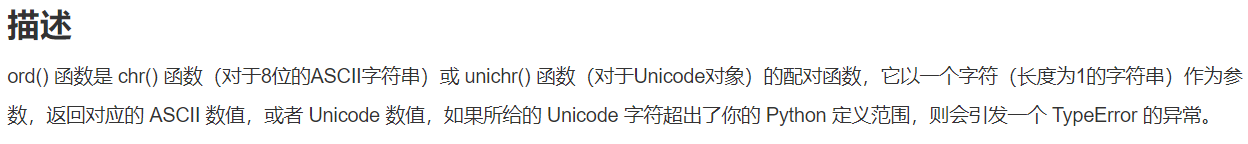 描述
ord() 函数是 chr() 函数（对于8位的ASCII字符串）或 unichr() 函数（对于Unicode对象）的配对函数，它以一个字符（长度为1的字符串）作为参
数，返回对应的 ASCII 数值，或者 Unicode 数值，如果所给的 Unicode 字符超出了你的 Python 定义范围，则会引发一个 TypeError 的异常。